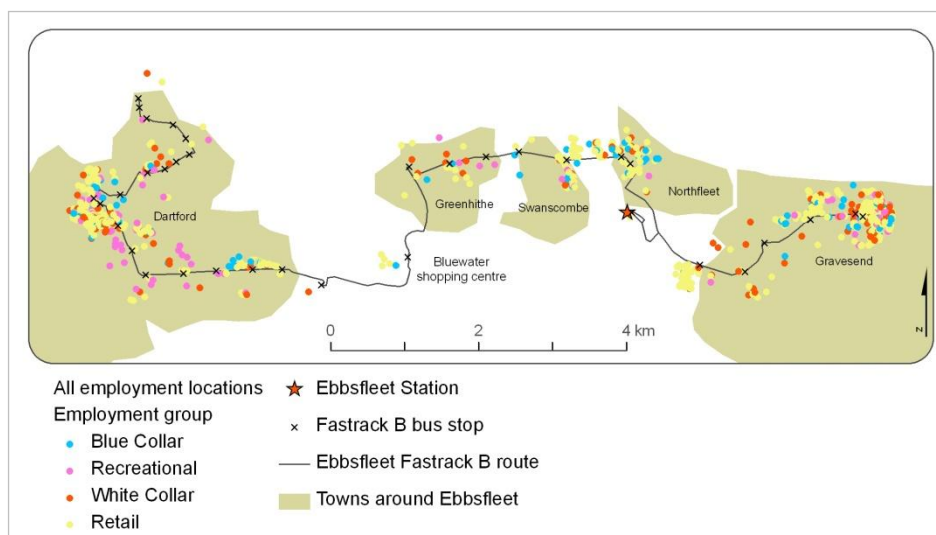 Dartford
Greenhithe
Swanscombe
Northfleet
Bluewater
shopping centre
Gravesend
0 2 4 km
N
All employment locations
Employment group
Blue Collar
Recreational
White Collar
Retail
Ebbsfleet Station
Fastrack B bus stop
Ebbsfleet Fastrack B route
Towns around Ebbsfleet